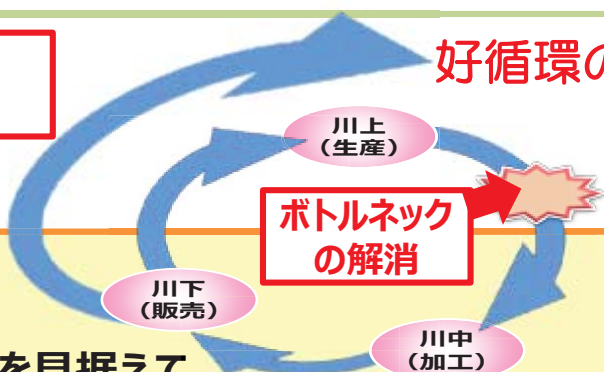 好循環の
川上
(生産)
ボトルネック
の解消
川下
(販売)
川中
(加工)
を見据えて